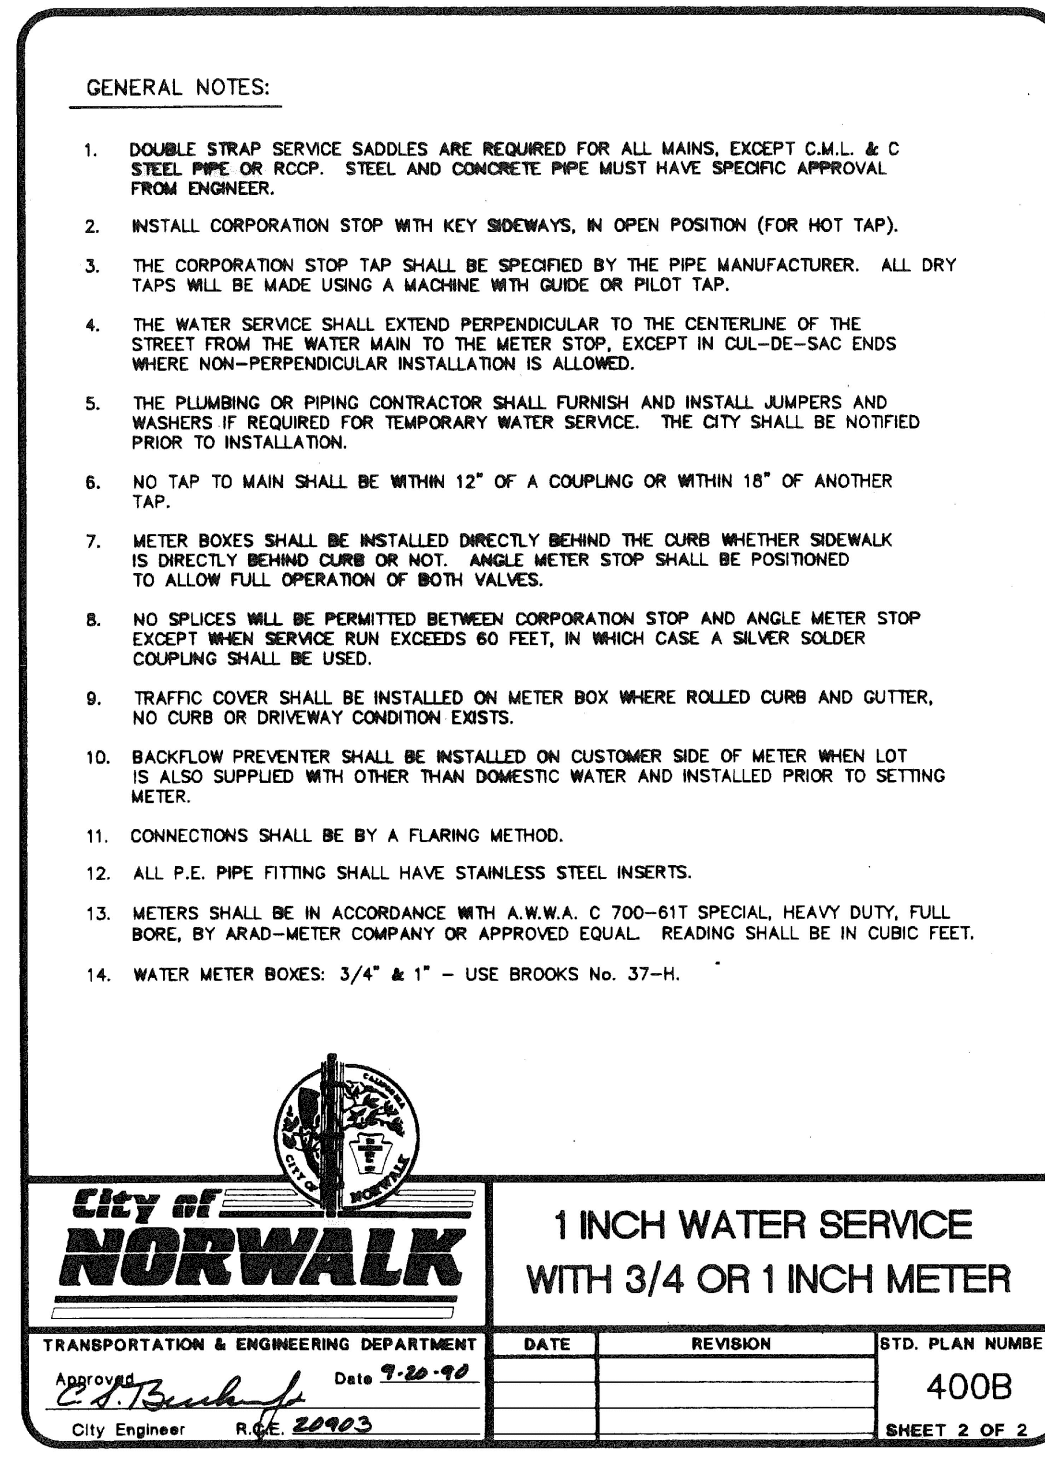 GENERAL NOTES:
1. DOUBLE STRAP SERVICE SADDLES ARE REQUIRED FOR ALL MAINS, EXCEPT C.M.L. & C
STEEL PIPE OR RCCP. STEEL AND CONCRETE PIPE MUST HAVE SPECIFIC APPROVAL
FROM ENGINEER.
2. INSTALL CORPORATION STOP WITH KEY SIDEWAYS, IN OPEN POSITION (FOR HOT TAP).
3. THE CORPORATION STOP TAP SHALL BE SPECIFIED BY THE PIPE MANUFACTURER. ALL DRY
TAPS WILL BE MADE USING A MACHINE WITH GUIDE OR PILOT TAP.
4. THE WATER SERVICE SHALL EXTEND PERPENDICULAR TO THE CENTERLINE OF THE
STREET FROM THE WATER MAIN TO THE METER STOP, EXCEPT IN CUL-DE-SAC ENDS
WHERE NON-PERPENDICULAR INSTALLATION IS ALLOWED.
5. THE PLUMBING OR PIPING CONTRACTOR SHALL FURNISH AND INSTALL JUMPERS AND
WASHERS IF REQUIRED FOR TEMPORARY WATER SERVICE. THE CITY SHALL BE NOTIFIED
PRIOR TO INSTALLATION.
6. NO TAP TO MAIN SHALL BE WITHIN 12" OF A COUPLING OR WITHIN 18" OF ANOTHER
TAP.
7. METER BOXES SHALL BE INSTALLED DIRECTLY BEHIND THE CURB WHETHER SIDEWALK
IS DIRECTLY BEHIND CURB OR NOT. ANGLE METER STOP SHALL BE POSITIONED
TO ALLOW FULL OPERATION OF BOTH VALVES.
8. NO SPLICES WILL BE PERMITTED BETWEEN CORPORATION STOP AND ANGLE METER STOP
EXCEPT WHEN SERVICE RUN EXCEEDS 60 FEET, IN WHICH CASE A SILVER SOLDER
COUPLING SHALL BE USED.
9. TRAFFIC COVER SHALL BE INSTALLED ON METER BOX WHERE ROLLED CURB AND GUTTER,
NO CURB OR DRIVEWAY CONDITION EXISTS.
10. BACKFLOW PREVENTER SHALL BE INSTALLED ON CUSTOMER SIDE OF METER WHEN LOT
IS ALSO SUPPLIED WITH OTHER THAN DOMESTIC WATER AND INSTALLED PRIOR TO SETTING
METER.
11. CONNECTIONS SHALL BE BY A FLARING METHOD.
12. ALL P.E. PIPE FITTING SHALL HAVE STAINLESS STEEL INSERTS.
13. METERS SHALL BE IN ACCORDANCE WITH A.W.W.A. C 700-61T SPECIAL, HEAVY DUTY, FULL
BORE, BY ARAD-METER COMPANY OR APPROVED EQUAL. READING SHALL BE IN CUBIC FEET.
14. WATER METER BOXES: 3/4" & 1" - USE BROOKS No. 37-H.
CALIFORNIA
CITY OF NORWALK
City of
NORWALK
TRANSPORTATION & ENGINEERING DEPARTMENT
Approved Date 9-20-90
City Engineer R.C.E. 20903
1 INCH WATER SERVICE
WITH 3/4 OR 1 INCH METER
DATE REVISION
STD. PLAN NUMBE
400B
SHEET 2 OF 2